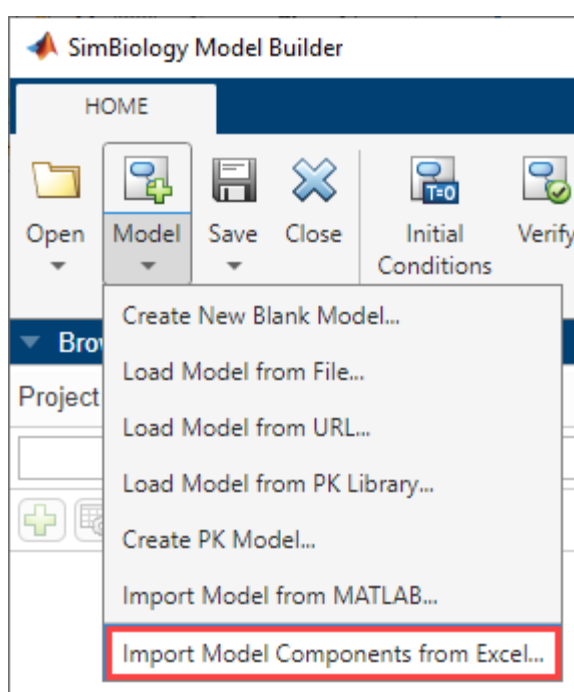 SimBiology Model Builder
HOME
Open Model Save Close Initial Conditions Verify
T=0
Create New Blank Model...
Load Model from File...
Load Model from URL...
Load Model from PK Library...
Create PK Model...
Import Model from MATLAB...
Import Model Components from Excel...
Project